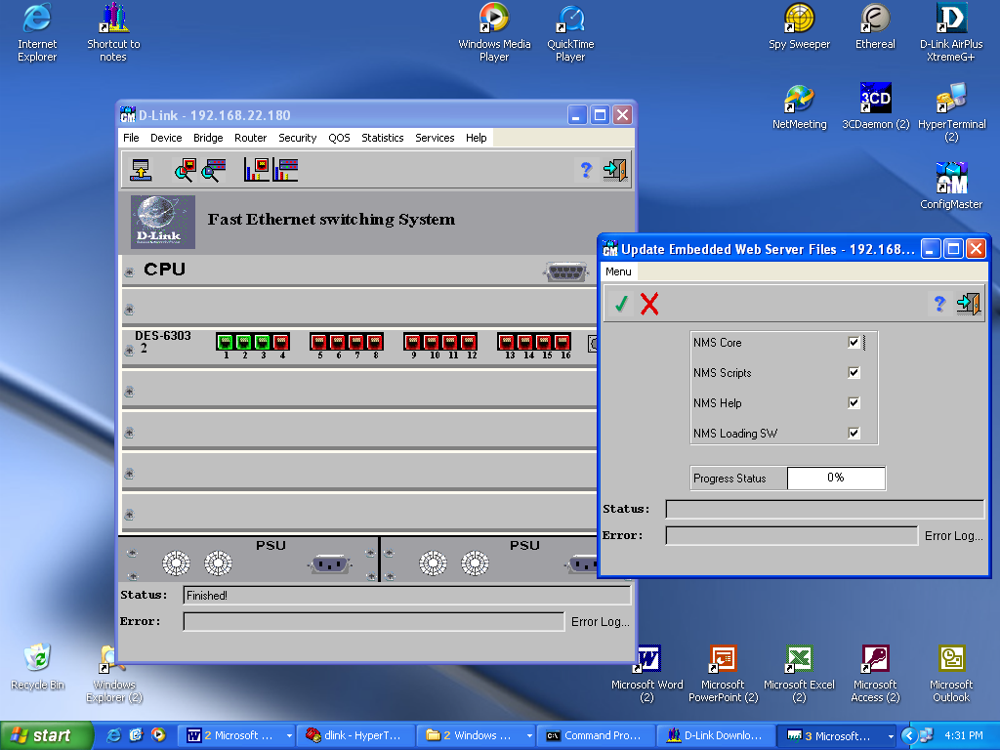 Internet
Explorer
Shortcut to
notes
Windows Media
Player
QuickTime
Player
Spy Sweeper
Ethereal
D-Link AirPlus
XtremeG+
NetMeeting
3CD
3CDaemon (2)
HyperTerminal
(2)
CM
ConfigMaster
D-Link - 192.168.22.180
File Device Bridge Router Security QOS Statistics Services Help
D-Link
Fast Ethernet switching System
CPU
DES-6303
2
1 2 3 4 5 6 7 8 9 10 11 12 13 14 15 16
PSU
PSU
Status: Finished!
Error: Error Log...
Update Embedded Web Server Files - 192.168...
Menu
NMS Core
NMS Scripts
NMS Help
NMS Loading SW
Progress Status 0%
Status:
Error: Error Log...
Recycle Bin
Windows
Explorer (2)
Microsoft Word
(2)
Microsoft
PowerPoint (2)
Microsoft Excel
(2)
Microsoft
Access (2)
Microsoft
Outlook
start
2 Microsoft ...
dlink - HyperT...
2 Windows ...
Command Pro...
D-Link Downlo...
3 Microsoft...
4:31 PM